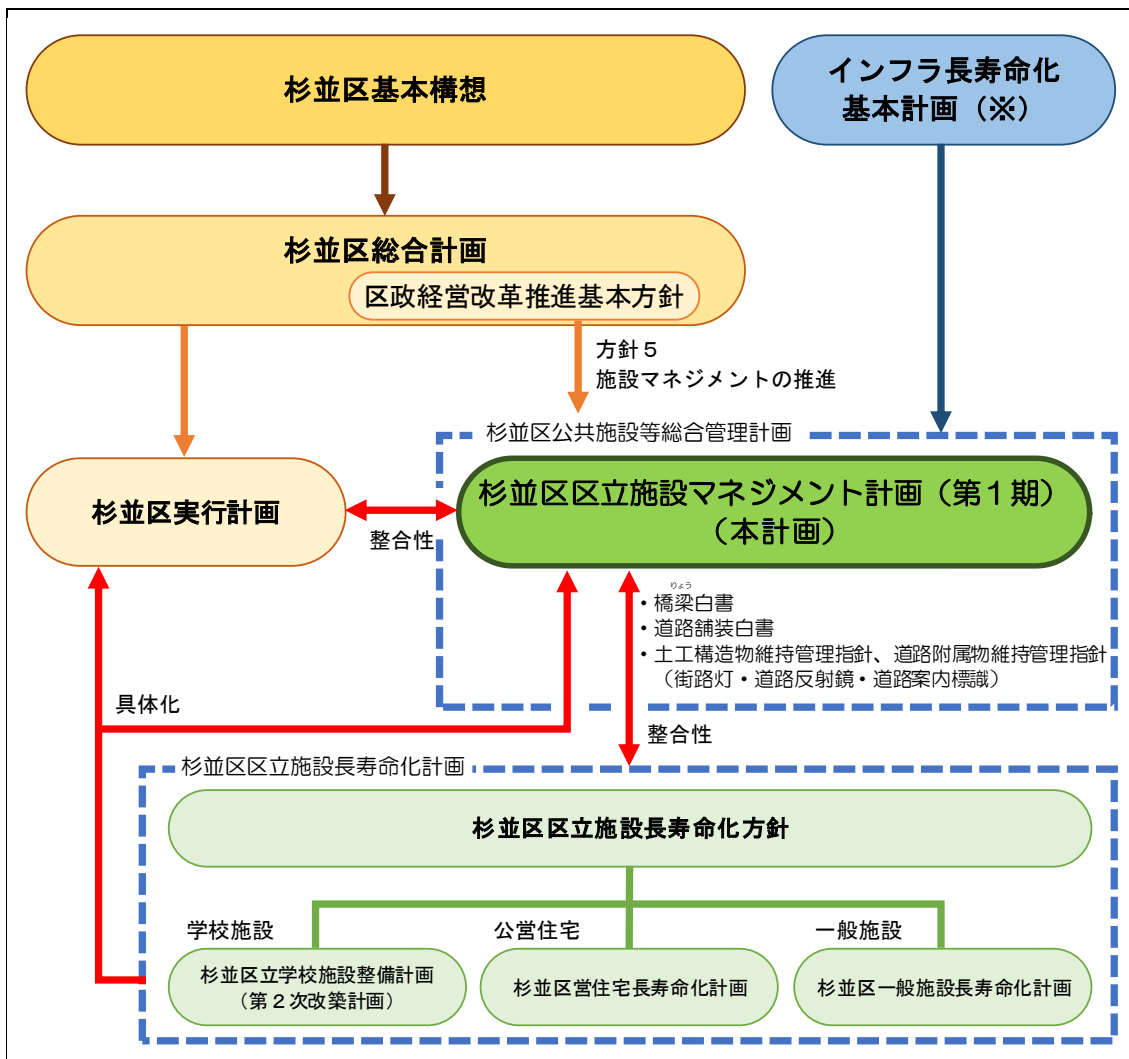 杉並区基本構想
インフラ長寿命化
基本計画（※）
杉並区総合計画
区政経営改革推進基本方針
方針５
施設マネジメントの推進
杉並区公共施設等総合管理計画
杉並区実行計画
整合性
杉並区区立施設マネジメント計画（第１期）
（本計画）
りょう
・橋梁白書
・道路舗装白書
・土工構造物維持管理指針、道路附属物維持管理指針
（街路灯・道路反射鏡・道路案内標識）
具体化
整合性
杉並区区立施設長寿命化計画
杉並区区立施設長寿命化方針
学校施設
公営住宅
一般施設
杉並区立学校施設整備計画
（第２次改築計画）
杉並区営住宅長寿命化計画
杉並区一般施設長寿命化計画